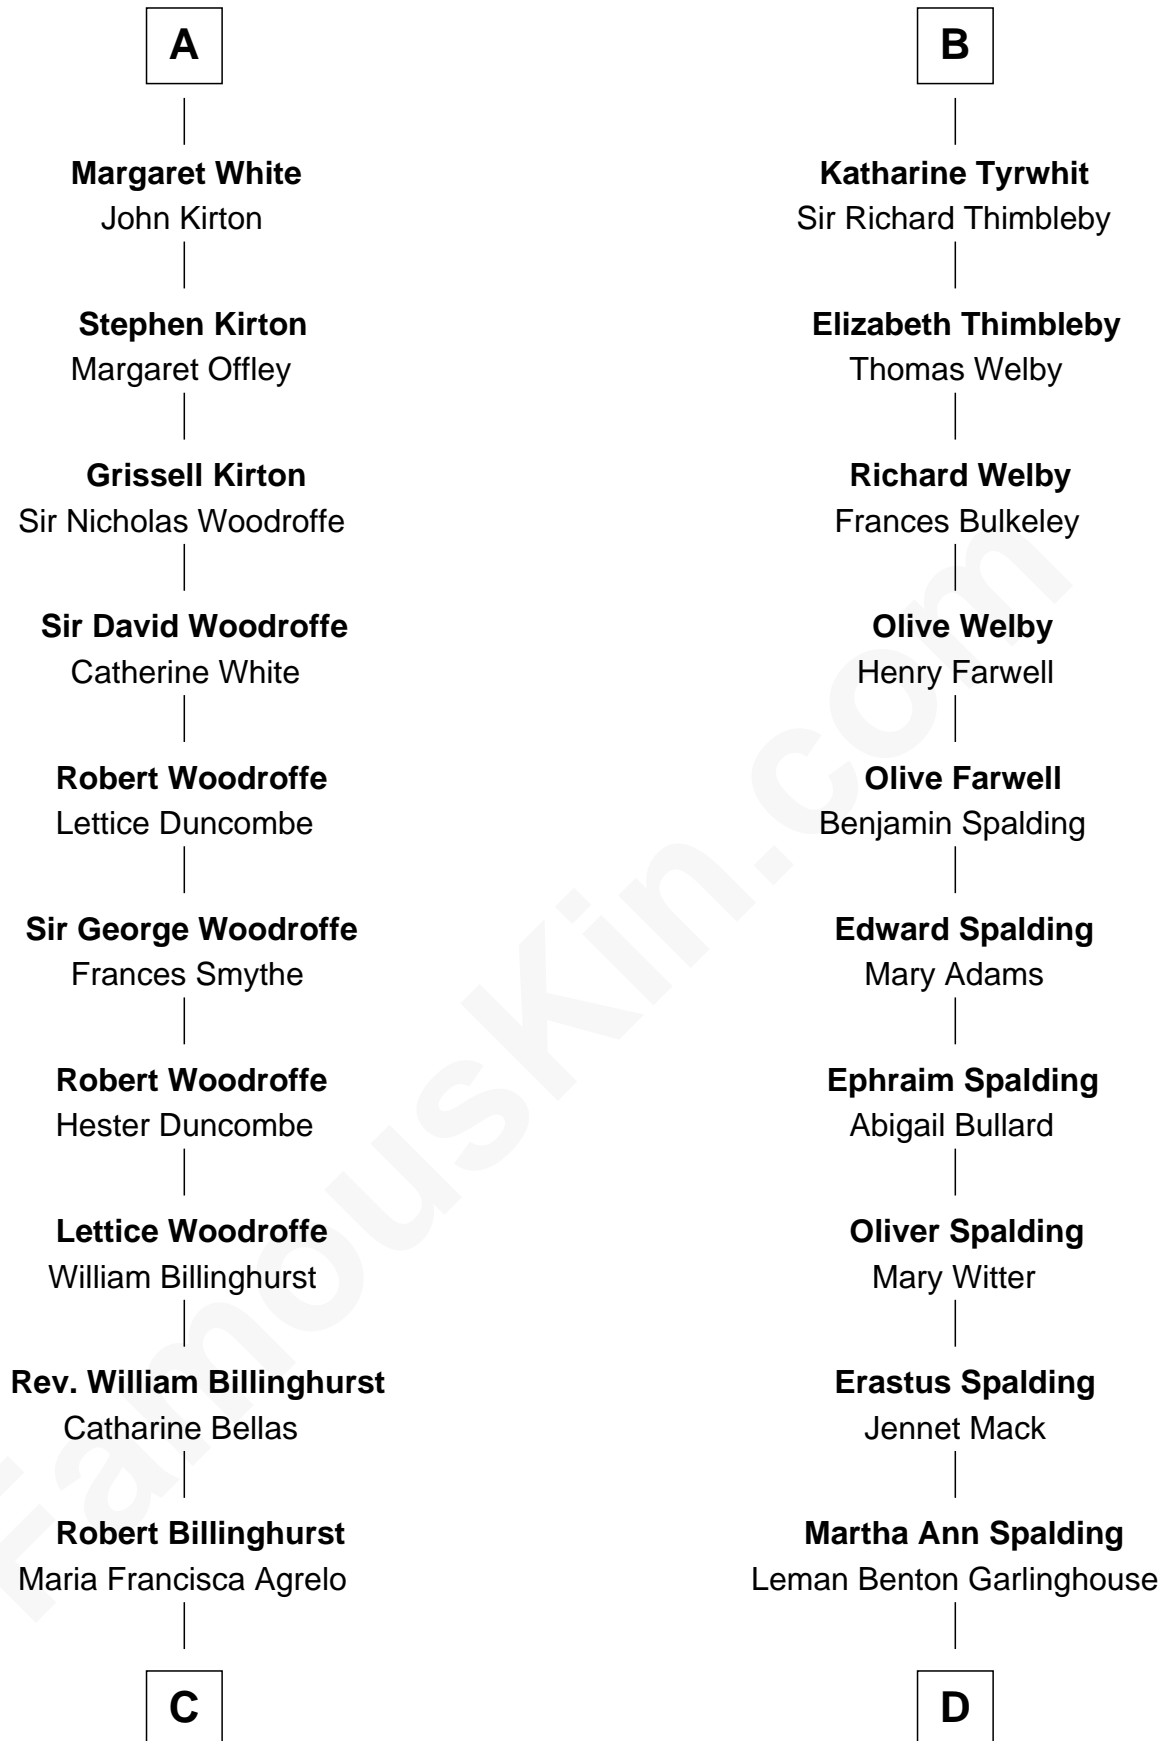 A
Margaret White
John Kirton
Stephen Kirton
Margaret Offley
Grissell Kirton
Sir Nicholas Woodroffe
Sir David Woodroffe
Catherine White
Robert Woodroffe
Lettice Duncombe
Sir George Woodroffe
Frances Smythe
Robert Woodroffe
Hester Duncombe
Lettice Woodroffe
William Billinghurst
Rev. William Billinghurst
Catharine Bellas
Robert Billinghurst
Maria Francisca Agrelo
C
B
Katharine Tyrwhit
Sir Richard Thimbleby
Elizabeth Thimbleby
Thomas Welby
Richard Welby
Frances Bulkeley
Olive Welby
Henry Farwell
Olive Farwell
Benjamin Spalding
Edward Spalding
Mary Adams
Ephraim Spalding
Abigail Bullard
Oliver Spalding
Mary Witter
Erastus Spalding
Jennet Mack
Martha Ann Spalding
Leman Benton Garlinghouse
D
FamousKin.com